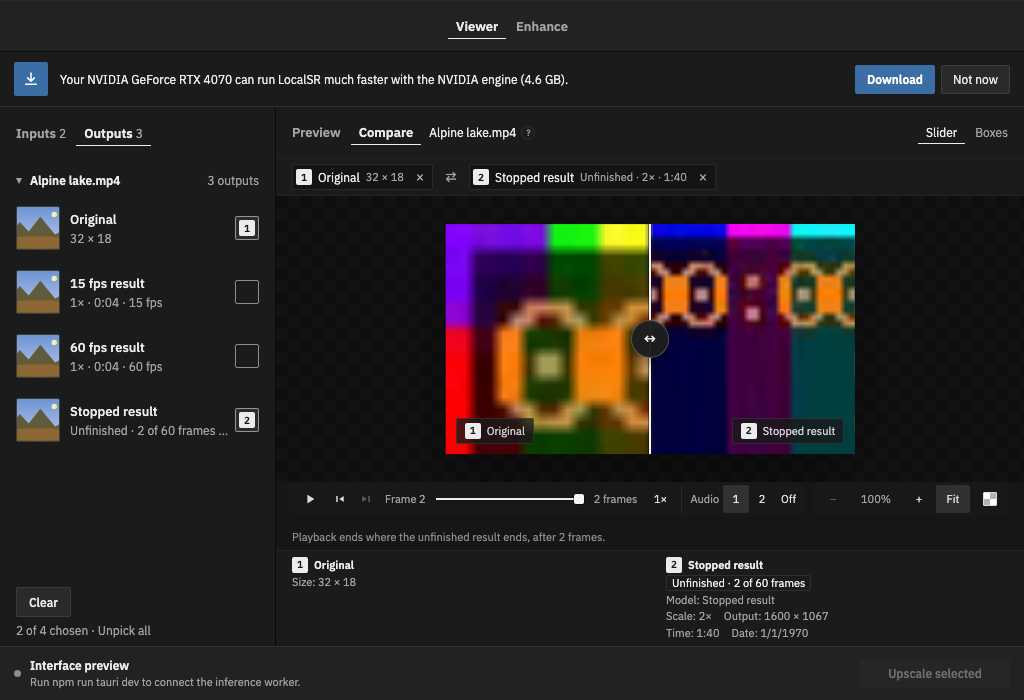 Viewer Enhance
Your NVIDIA GeForce RTX 4070 can run LocalSR much faster with the NVIDIA engine (4.6 GB).
Download Not now
Inputs 2 Outputs 3
Preview Compare Alpine lake.mp4 ?
Slider Boxes
▼ Alpine lake.mp4 3 outputs
1 Original 32 × 18 ×
⇄
2 Stopped result Unfinished · 2× · 1:40 ×
Original
32 × 18
1
15 fps result
1× · 0:04 · 15 fps
60 fps result
1× · 0:04 · 60 fps
Stopped result
Unfinished · 2 of 60 frames ...
2
1 Original
2 Stopped result
Frame 2 2 frames 1× Audio 1 2 Off − 100% + Fit
Playback ends where the unfinished result ends, after 2 frames.
1 Original
Size: 32 × 18
2 Stopped result
Unfinished · 2 of 60 frames
Model: Stopped result
Scale: 2× Output: 1600 × 1067
Time: 1:40 Date: 1/1/1970
Clear
2 of 4 chosen · Unpick all
Interface preview
Run npm run tauri dev to connect the inference worker.
Upscale selected